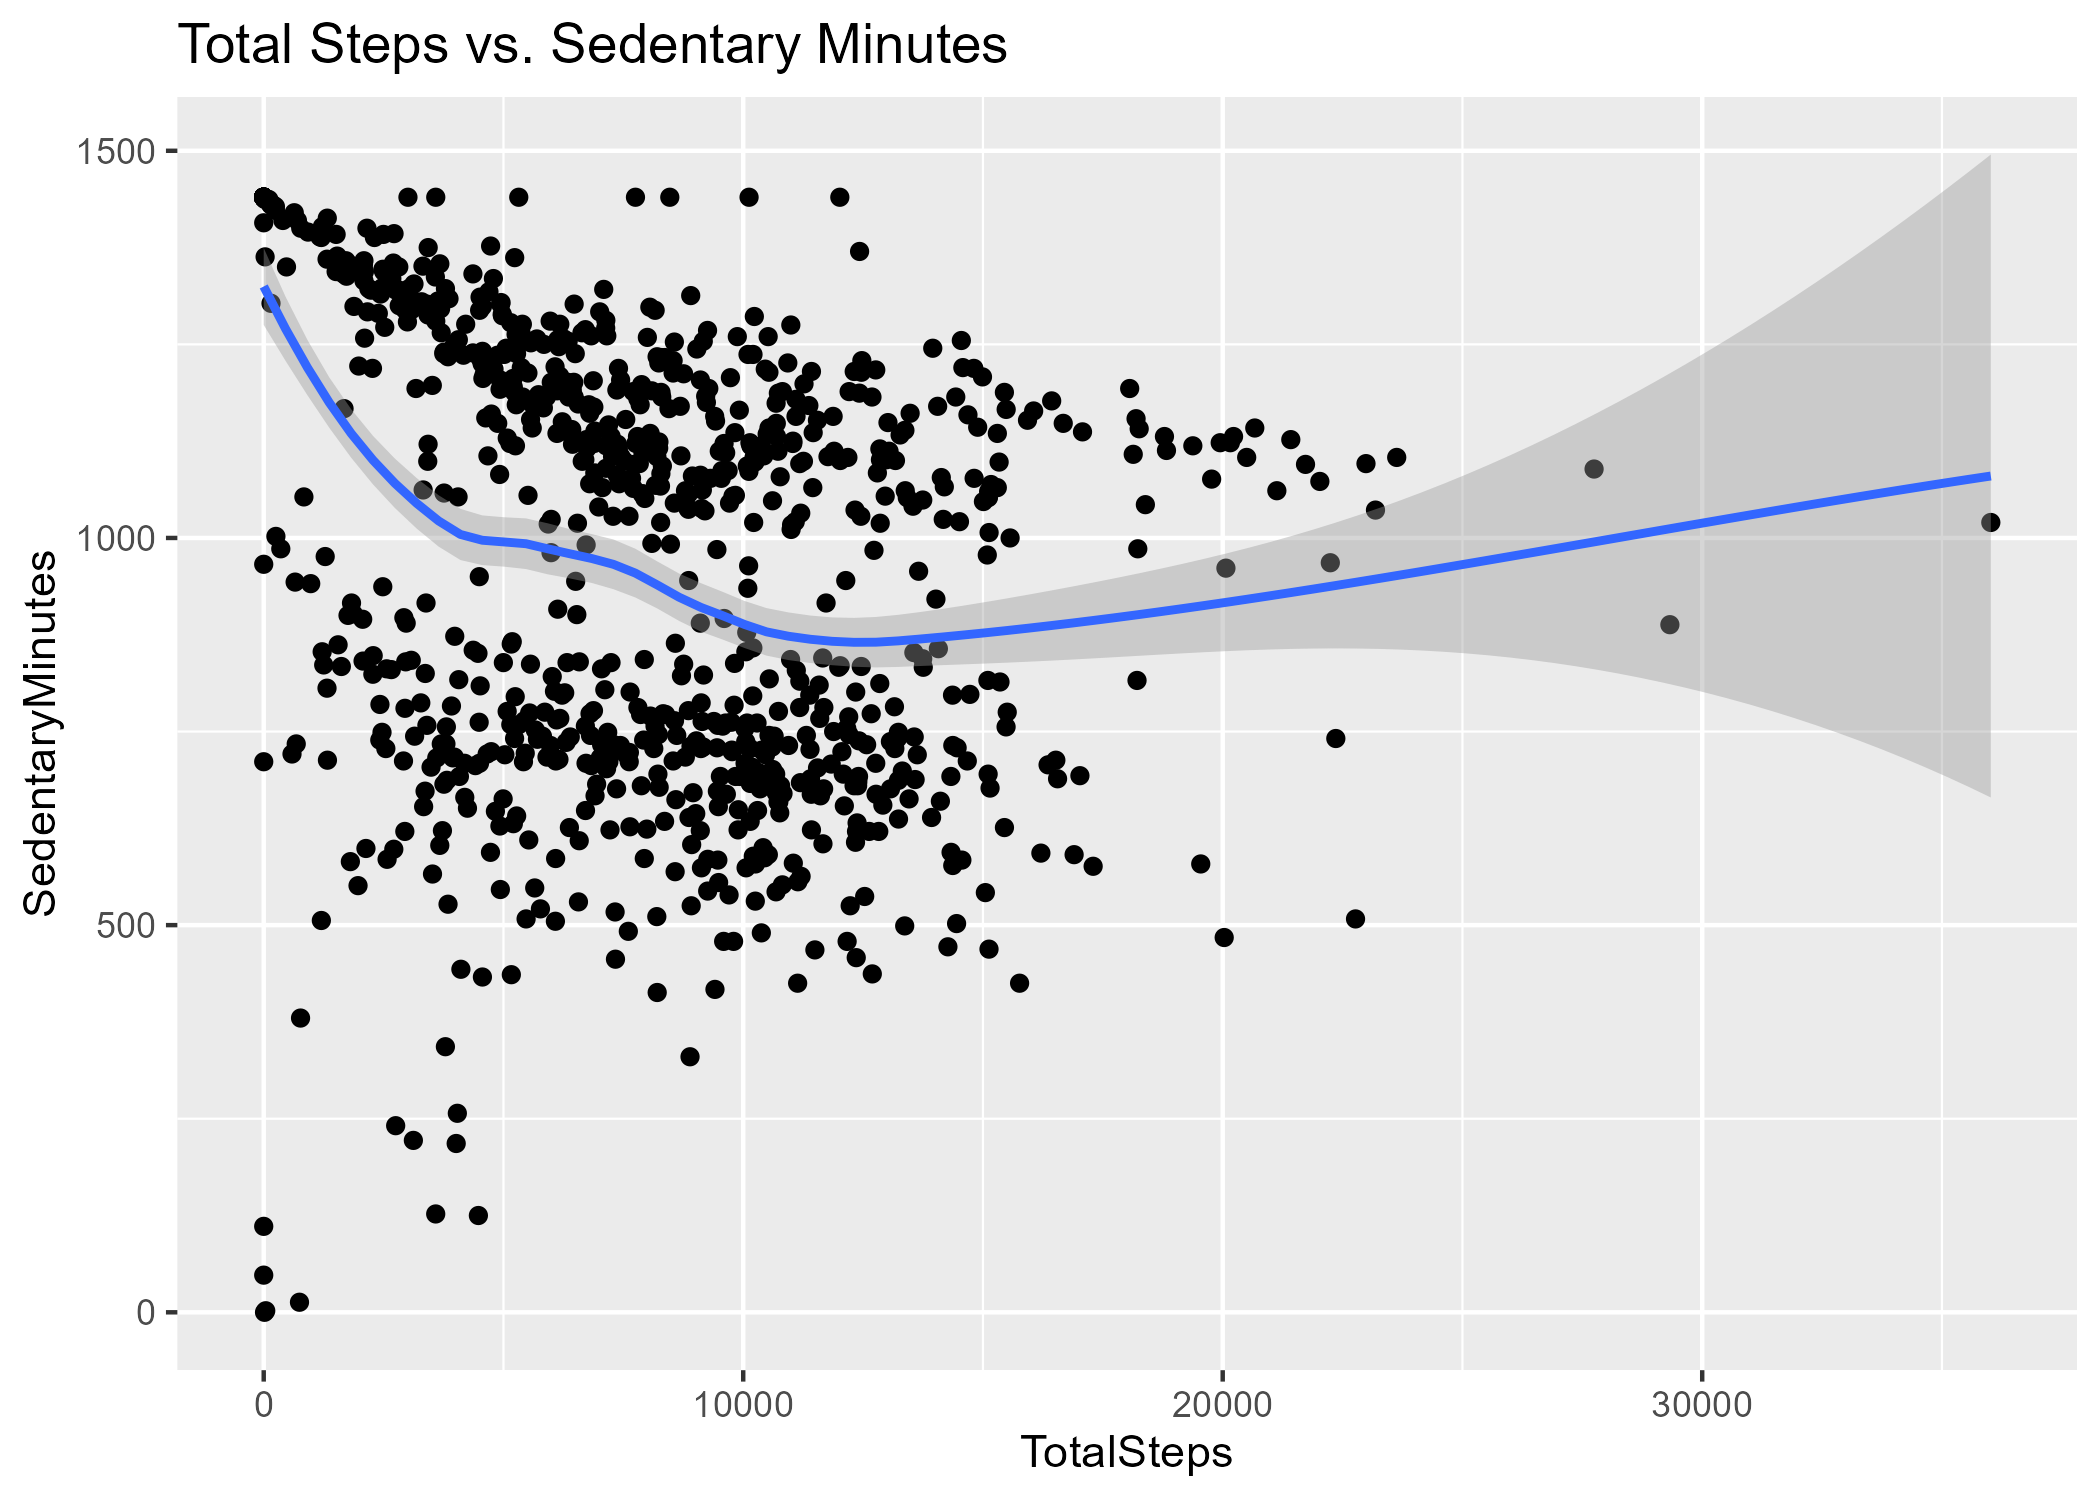 Total Steps vs. Sedentary Minutes
SedentaryMinutes
1500
1000
500
0
0 10000 20000 30000
TotalSteps